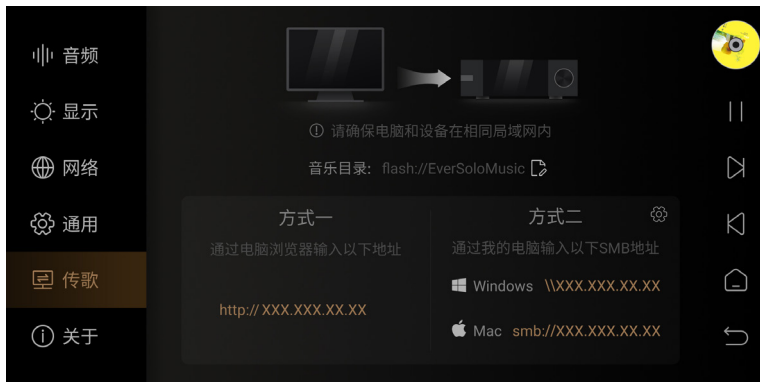 音频
显示
网络
通用
传歌
关于
请确保电脑和设备在相同局域网内
音乐目录: flash://EverSoloMusic
方式一
通过电脑浏览器输入以下地址
http:// XXX.XXX.XX.XX
方式二
通过我的电脑输入以下SMB地址
Windows \\XXX.XXX.XX.XX
Mac smb://XXX.XXX.XX.XX